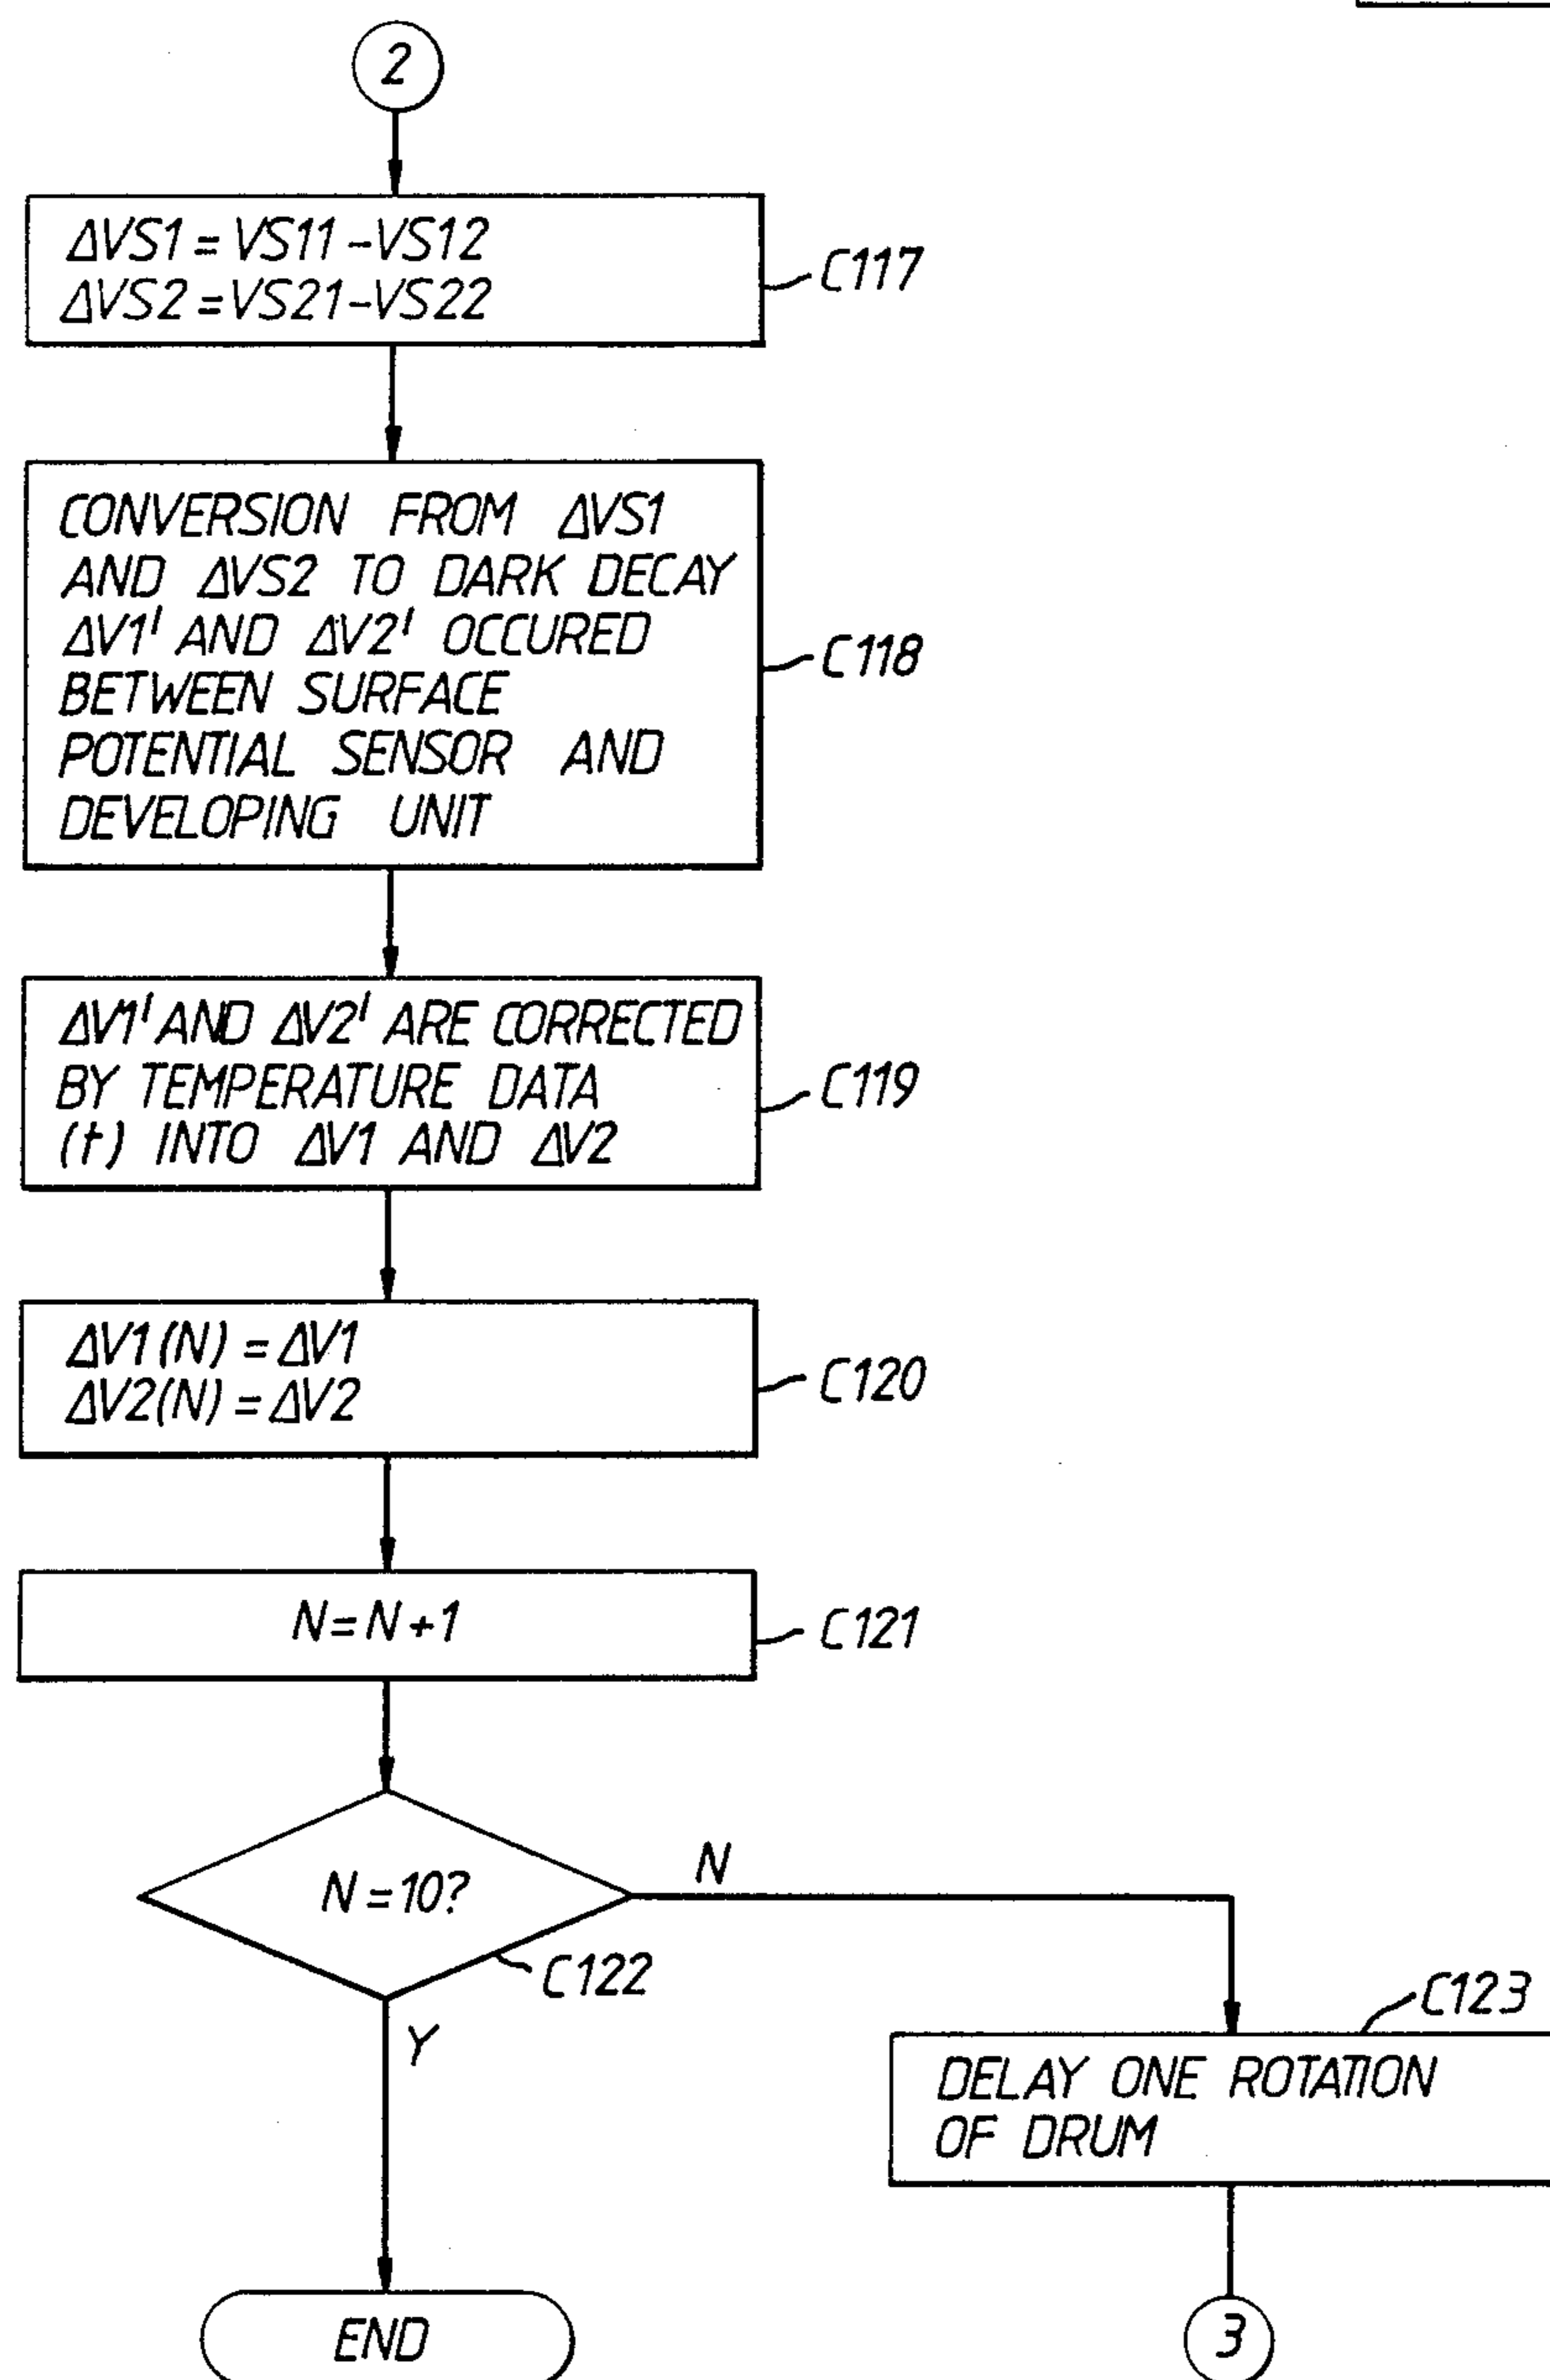 2
ΔVS1 = VS11 - VS12
ΔVS2 = VS21 - VS22
C117
CONVERSION FROM ΔVS1
AND ΔVS2 TO DARK DECAY
ΔV1' AND ΔV2' OCCURED
BETWEEN SURFACE
POTENTIAL SENSOR AND
DEVELOPING UNIT
C118
ΔV1' AND ΔV2' ARE CORRECTED
BY TEMPERATURE DATA
(t) INTO ΔV1 AND ΔV2
C119
ΔV1(N) = ΔV1
ΔV2(N) = ΔV2
C120
N = N + 1
C121
N = 10?
N
C122
Y
C123
DELAY ONE ROTATION
OF DRUM
END
3